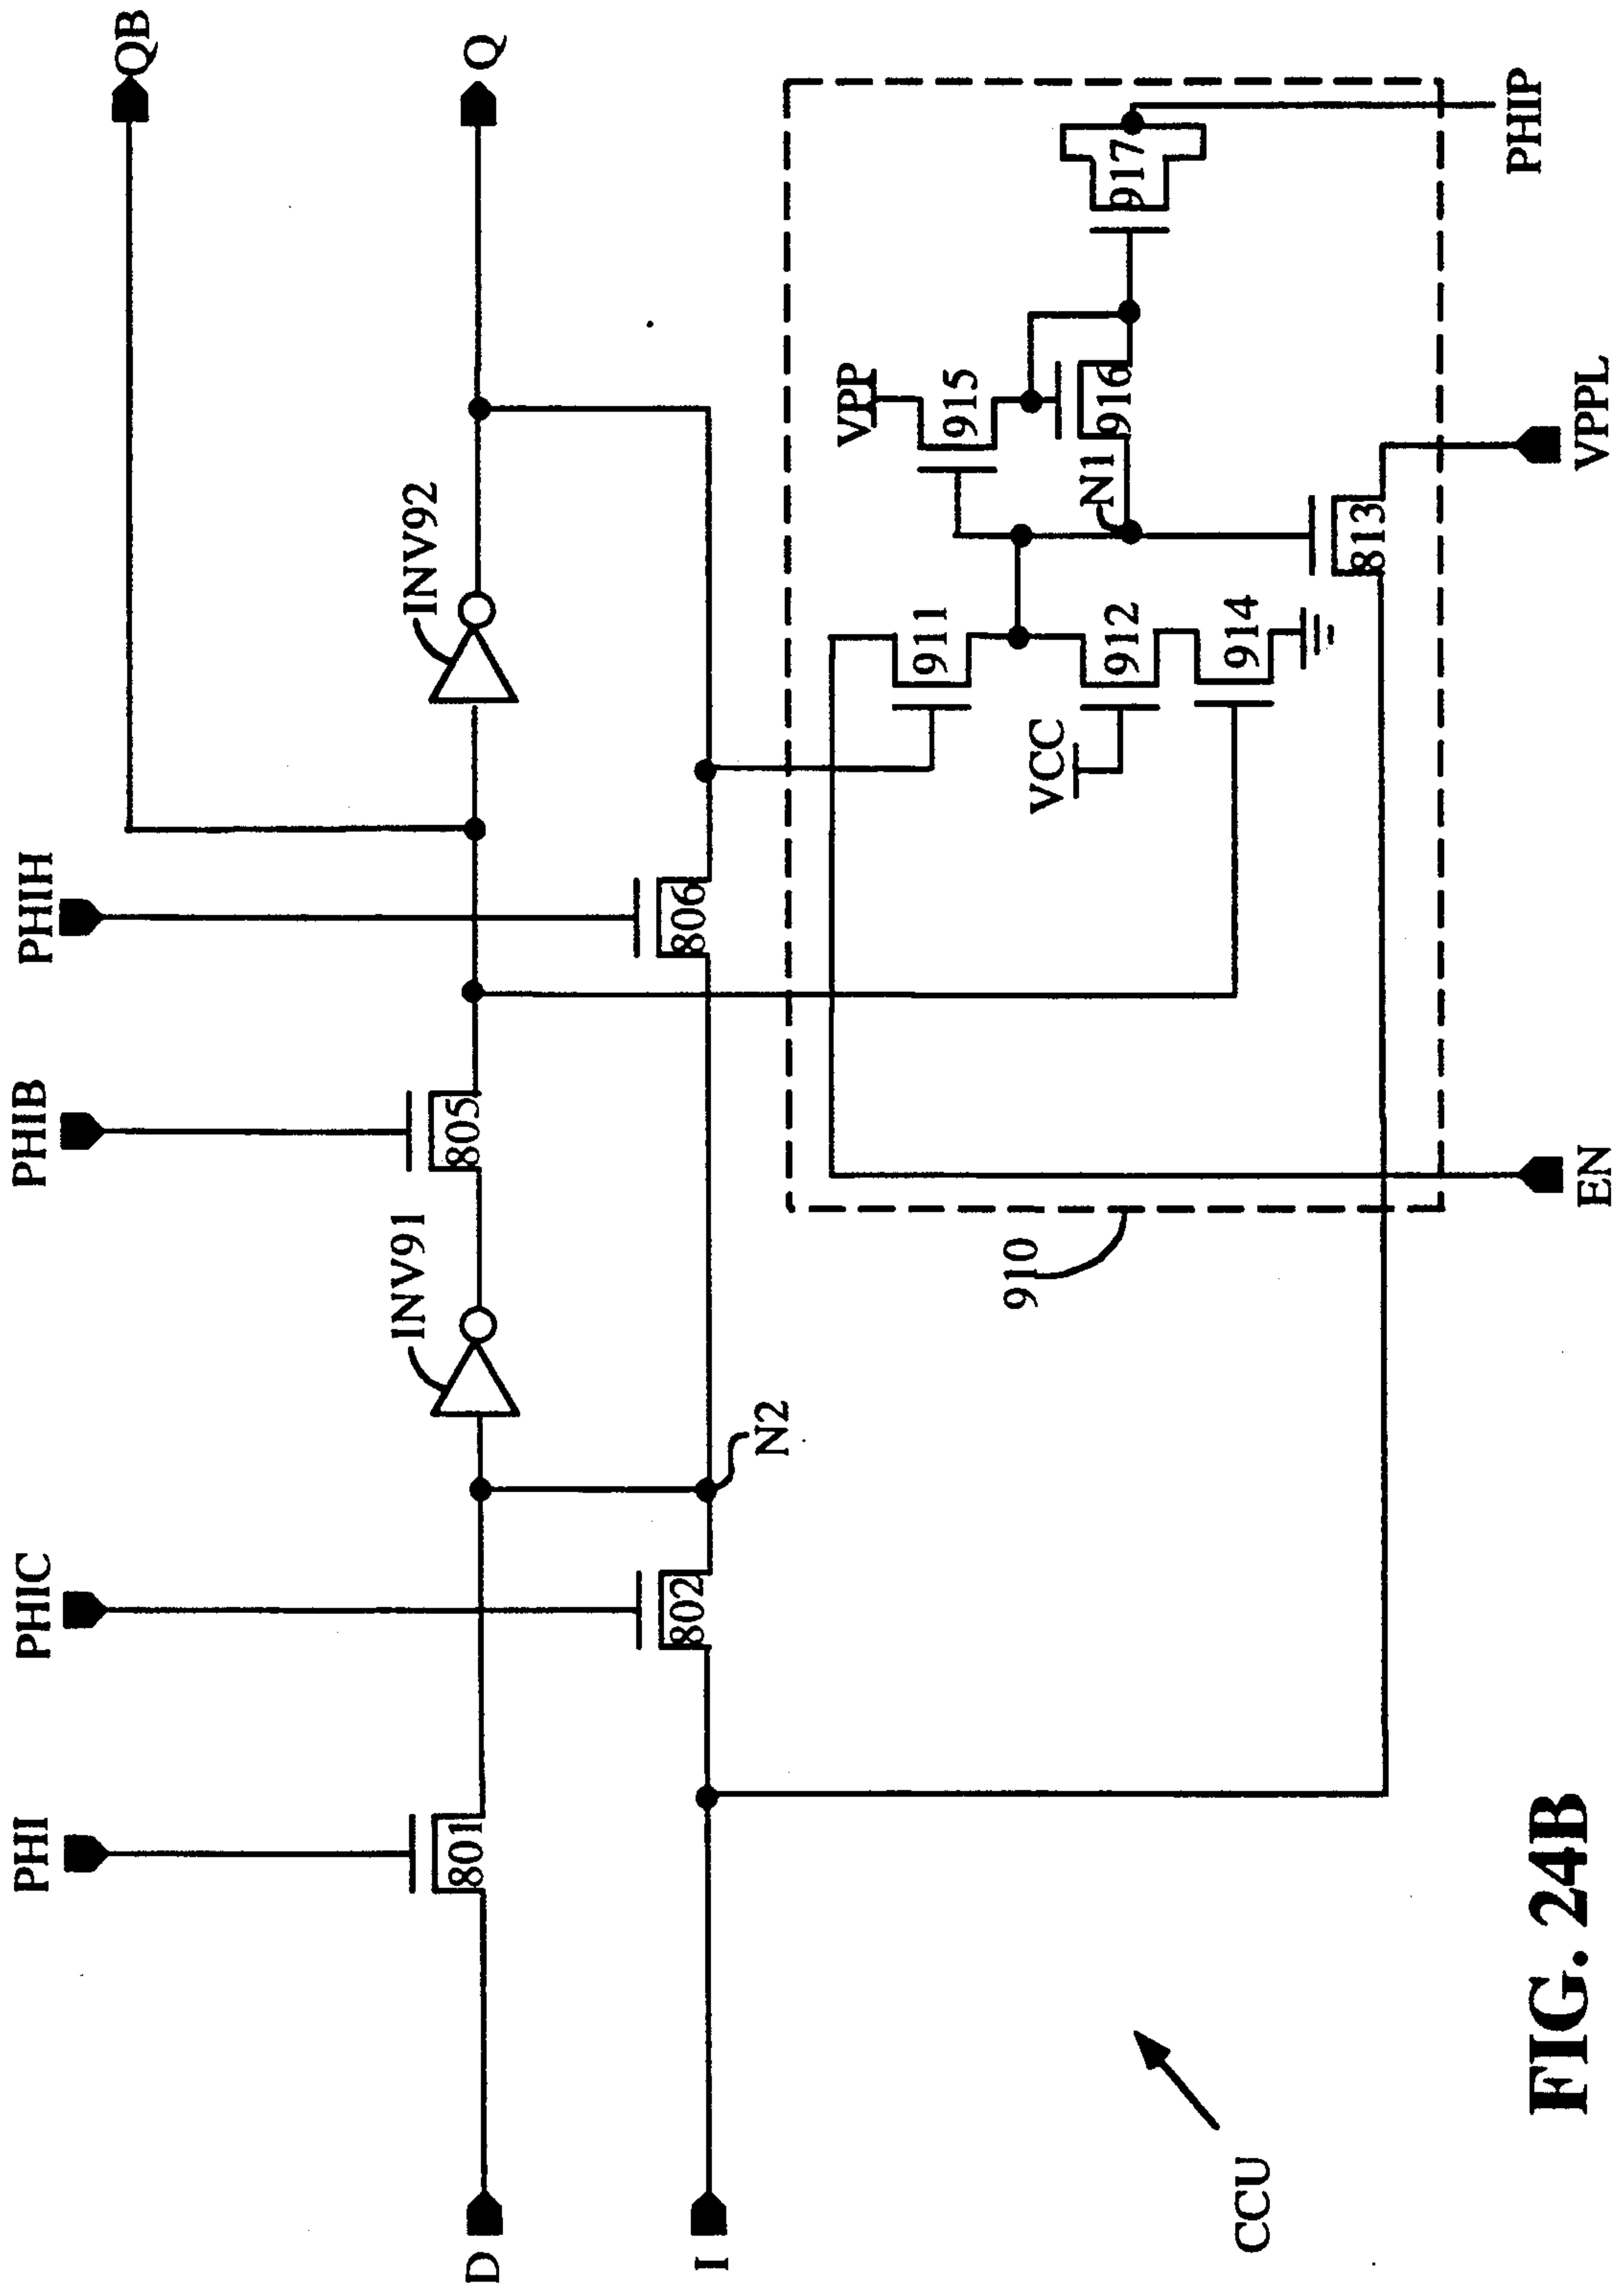 PHI
PHIC
PHIB
PHIH
QB
D
801
INV91
805
INV92
Q
I
802
N2
806
910
911
VCC
912
914
VPP
915
N1
916
917
813
EN
VPPL
PHIP
CCU
FIG. 24B